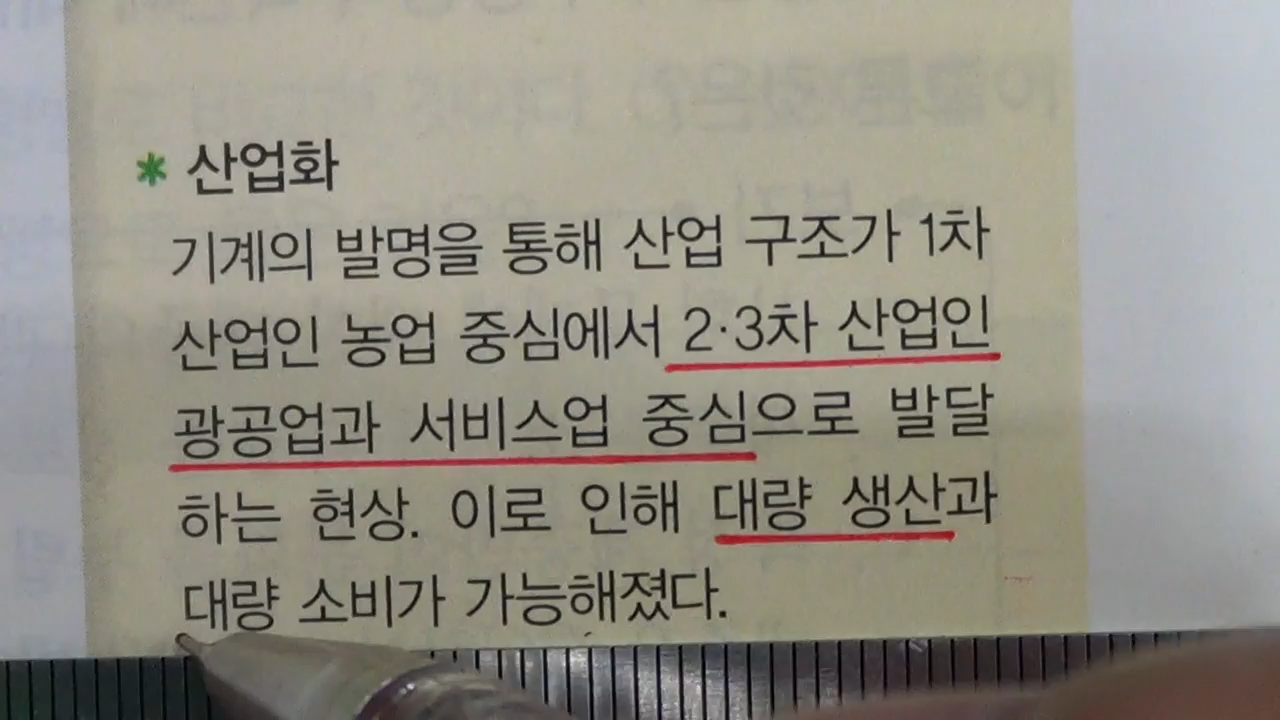 * 산업화
기계의 발명을 통해 산업 구조가 1차
산업인 농업 중심에서 2·3차 산업인
광공업과 서비스업 중심으로 발달
하는 현상. 이로 인해 대량 생산과
대량 소비가 가능해졌다.